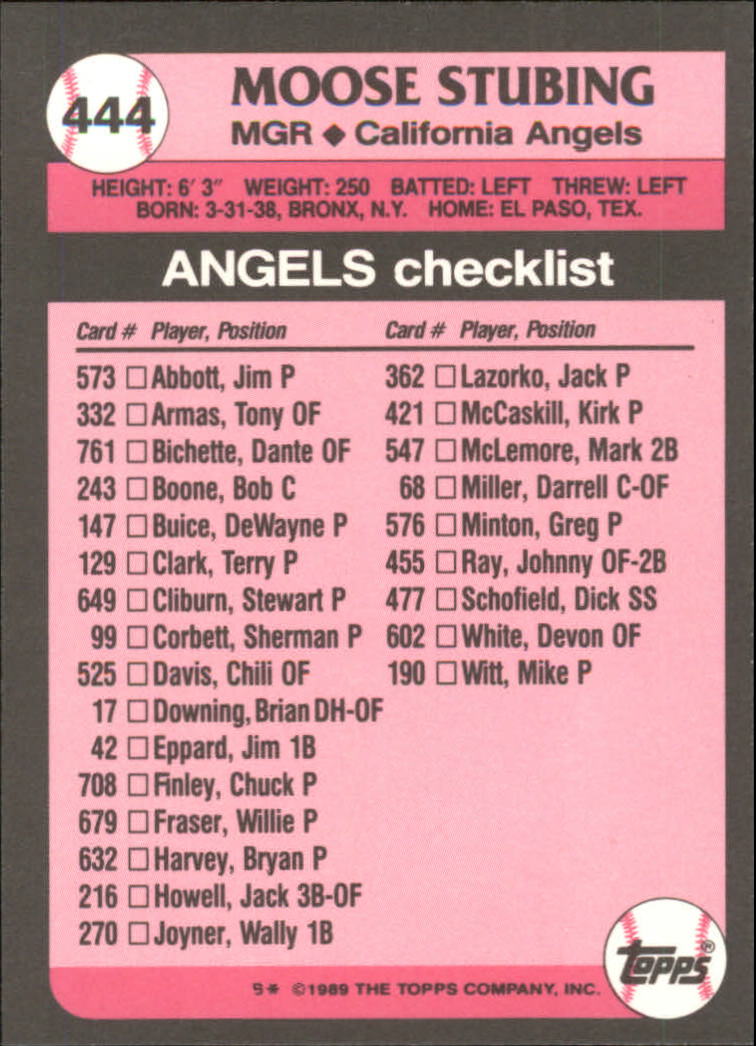 444
MOOSE STUBING
MGR ◆ California Angels
HEIGHT: 6' 3" WEIGHT: 250 BATTED: LEFT THREW: LEFT
BORN: 3-31-38, BRONX, N.Y. HOME: EL PASO, TEX.
ANGELS checklist
Card # Player, Position
573 □ Abbott, Jim P
332 □ Armas, Tony OF
761 □ Bichette, Dante OF
243 □ Boone, Bob C
147 □ Buice, DeWayne P
129 □ Clark, Terry P
649 □ Cliburn, Stewart P
99 □ Corbett, Sherman P
525 □ Davis, Chili OF
17 □ Downing, Brian DH-OF
42 □ Eppard, Jim 1B
708 □ Finley, Chuck P
679 □ Fraser, Willie P
632 □ Harvey, Bryan P
216 □ Howell, Jack 3B-OF
270 □ Joyner, Wally 1B
Card # Player, Position
362 □ Lazorko, Jack P
421 □ McCaskill, Kirk P
547 □ McLemore, Mark 2B
68 □ Miller, Darrell C-OF
576 □ Minton, Greg P
455 □ Ray, Johnny OF-2B
477 □ Schofield, Dick SS
602 □ White, Devon OF
190 □ Witt, Mike P
topps®
©1989 THE TOPPS COMPANY, INC.